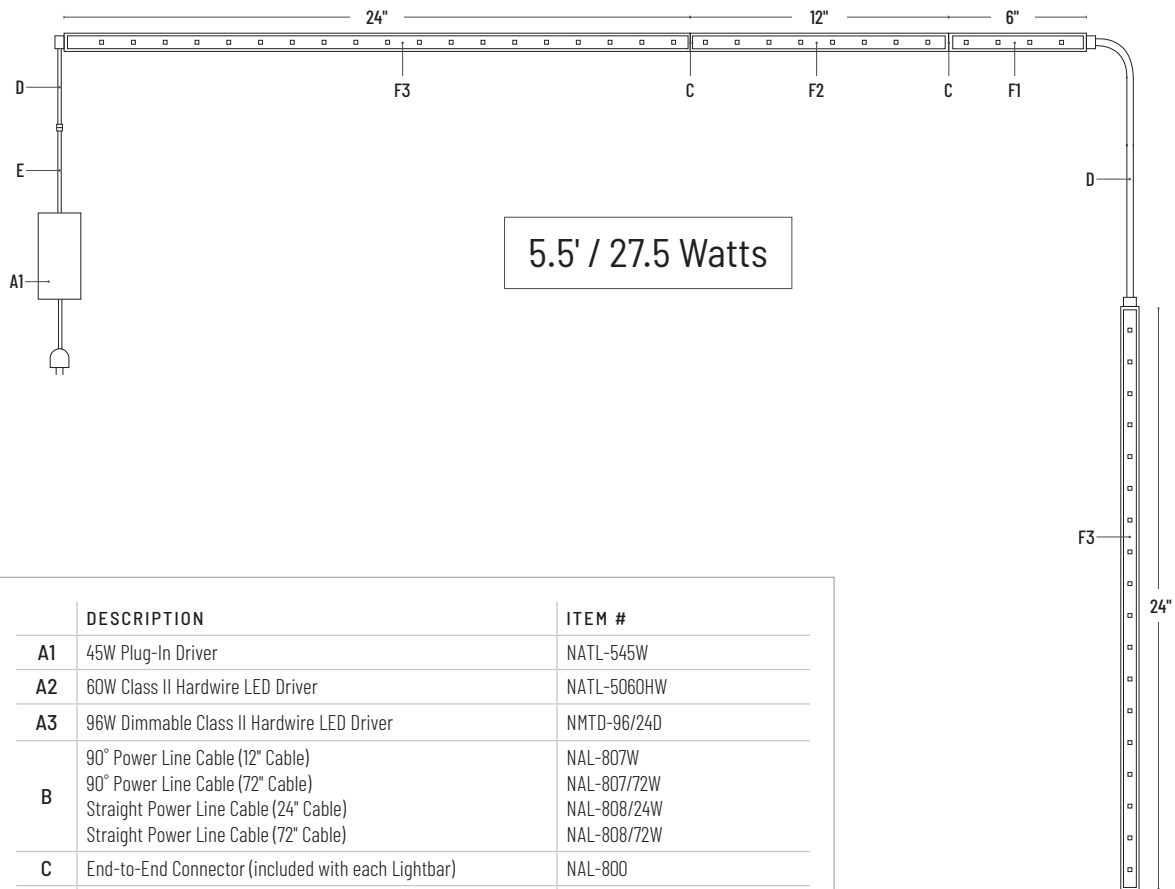 24" 12" 6"
D F3 C F2 C F1
E D
5.5' / 27.5 Watts
A1
F3
24"
DESCRIPTION ITEM #
A1 45W Plug-In Driver NATL-545W
A2 60W Class II Hardwire LED Driver NATL-5060HW
A3 96W Dimmable Class II Hardwire LED Driver NMTD-96/24D
B
90° Power Line Cable (12" Cable) NAL-807W
90° Power Line Cable (72" Cable) NAL-807/72W
Straight Power Line Cable (24" Cable) NAL-808/24W
Straight Power Line Cable (72" Cable) NAL-808/72W
C End-to-End Connector (included with each Lightbar) NAL-800